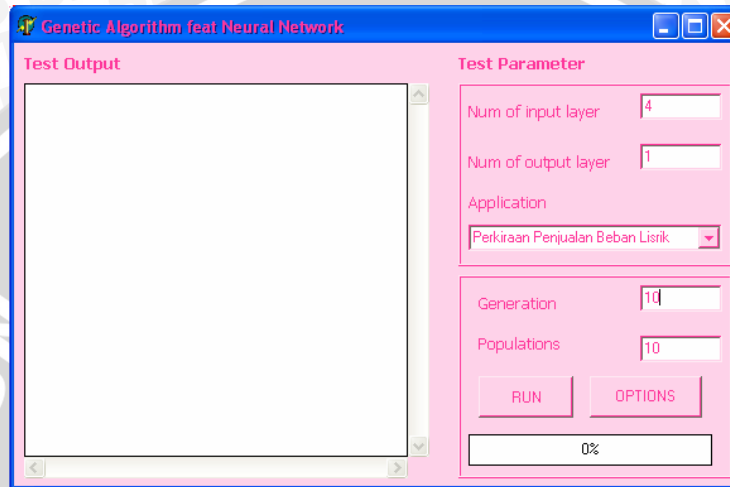 Genetic Algorithm feat Neural Network
Test Output
Test Parameter
Num of input layer 4
Num of output layer 1
Application
Perkiraan Penjualan Beban Lisrik
Generation 10
Populations 10
RUN OPTIONS
0%